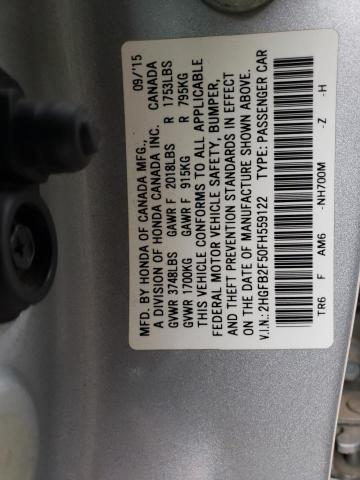 MFD. BY HONDA OF CANADA MFG., 09/'15
A DIVISION OF HONDA CANADA INC. CANADA
GVWR 3748LBS GAWR F 2018LBS R 1753LBS
GVWR 1700KG GAWR F 915KG R 795KG
THIS VEHICLE CONFORMS TO ALL APPLICABLE
FEDERAL MOTOR VEHICLE SAFETY, BUMPER,
AND THEFT PREVENTION STANDARDS IN EFFECT
ON THE DATE OF MANUFACTURE SHOWN ABOVE.
V.I.N.: 2HGFB2F50FH559122 TYPE: PASSENGER CAR
TR6 F AM6 -NH700M -Z -H